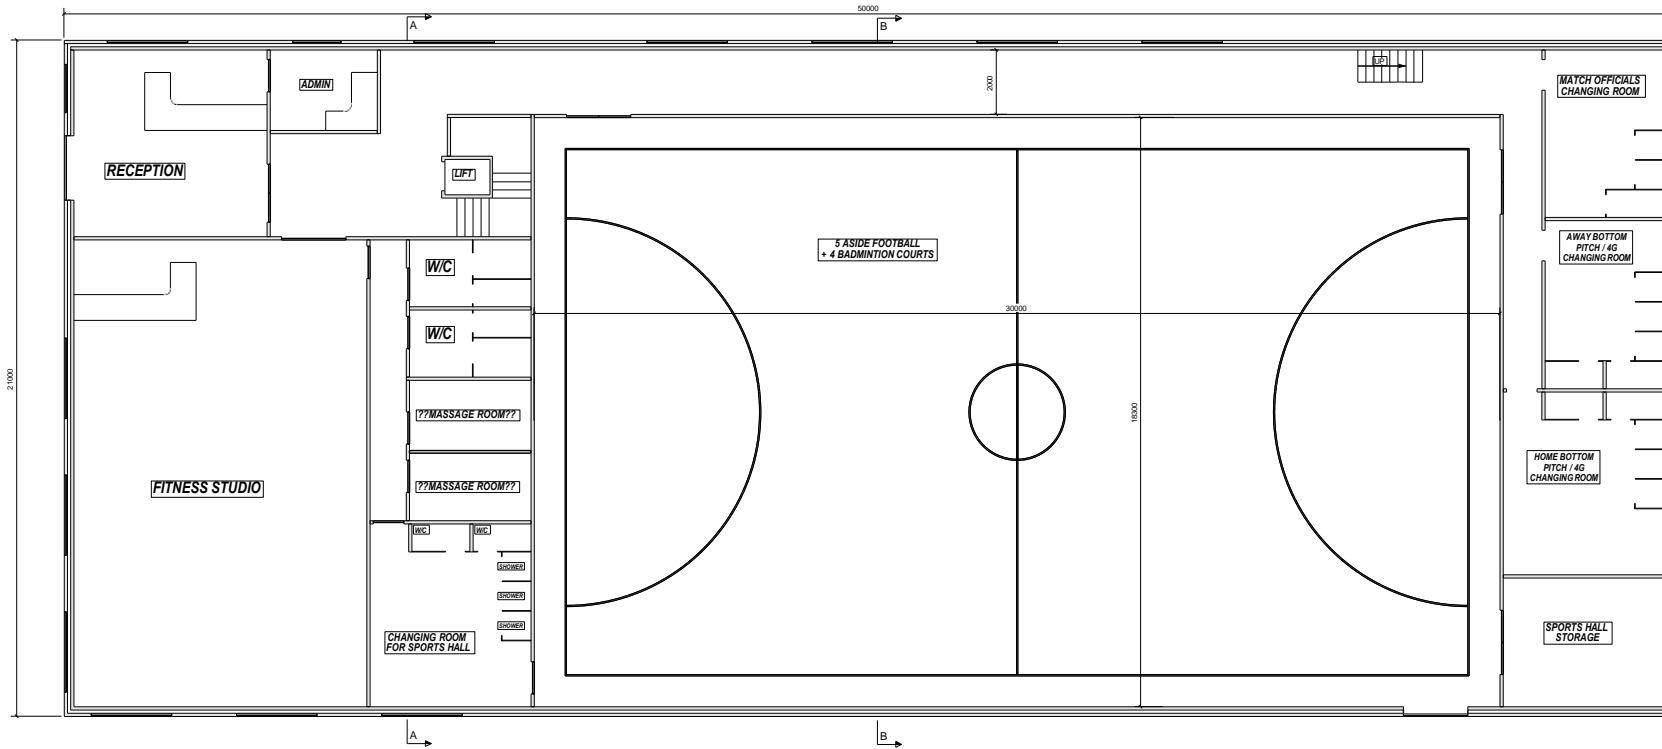 50000
A
B
ADMIN
UP
MATCH OFFICIALS
CHANGING ROOM
2000
RECEPTION
LIFT
5 ASIDE FOOTBALL
+ 4 BADMINTION COURTS
AWAY BOTTOM
PITCH / 4G
CHANGING ROOM
W/C
30000
W/C
21000
18300
??MASSAGE ROOM??
HOME BOTTOM
PITCH / 4G
CHANGING ROOM
FITNESS STUDIO
??MASSAGE ROOM??
W/C
W/C
SHOWER
SHOWER
SHOWER
CHANGING ROOM
FOR SPORTS HALL
SPORTS HALL
STORAGE
A
B